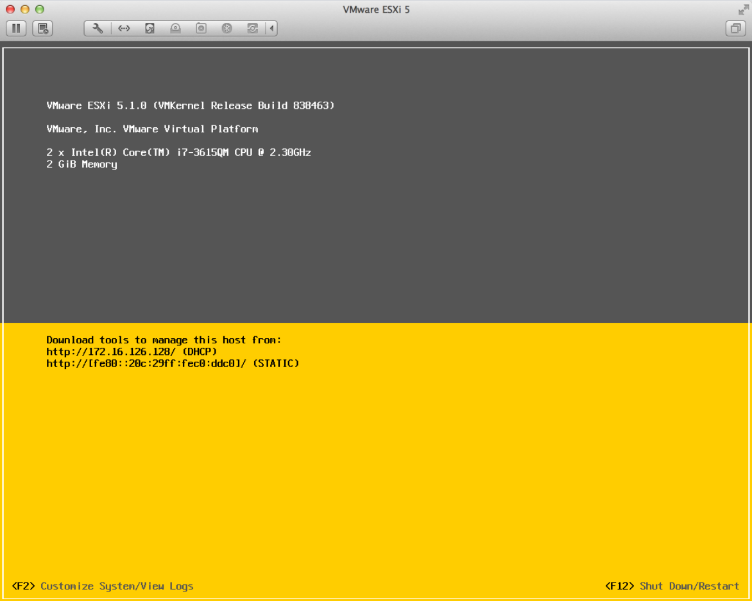 VMware ESXi 5
VMware ESXi 5.1.0 (VMKernel Release Build 838463)
VMware, Inc. VMware Virtual Platform
2 x Intel(R) Core(TM) i7-3615QM CPU @ 2.30GHz
2 GiB Memory
Download tools to manage this host from:
http://172.16.126.128/ (DHCP)
http://[fe80::20c:29ff:fec0:ddc0]/ (STATIC)
<F2> Customize System/View Logs
<F12> Shut Down/Restart